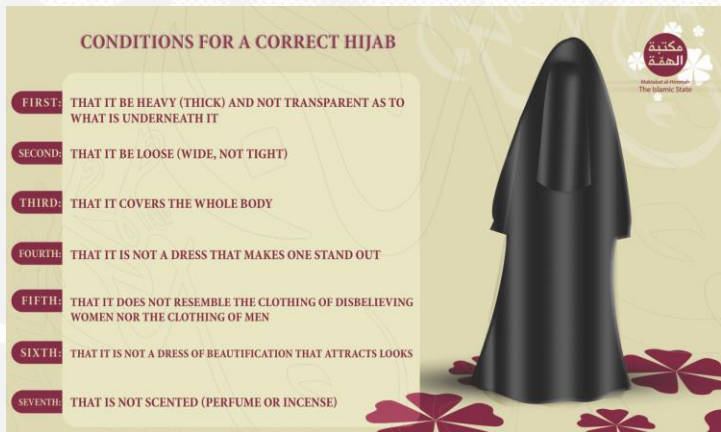 CONDITIONS FOR A CORRECT HIJAB
مكتبة
الهمّة
Maktabat al-Himmah
The Islamic State
FIRST: THAT IT BE HEAVY (THICK) AND NOT TRANSPARENT AS TO
WHAT IS UNDERNEATH IT
SECOND: THAT IT BE LOOSE (WIDE, NOT TIGHT)
THIRD: THAT IT COVERS THE WHOLE BODY
FOURTH: THAT IT IS NOT A DRESS THAT MAKES ONE STAND OUT
FIFTH: THAT IT DOES NOT RESEMBLE THE CLOTHING OF DISBELIEVING
WOMEN NOR THE CLOTHING OF MEN
SIXTH: THAT IT IS NOT A DRESS OF BEAUTIFICATION THAT ATTRACTS LOOKS
SEVENTH: THAT IS NOT SCENTED (PERFUME OR INCENSE)